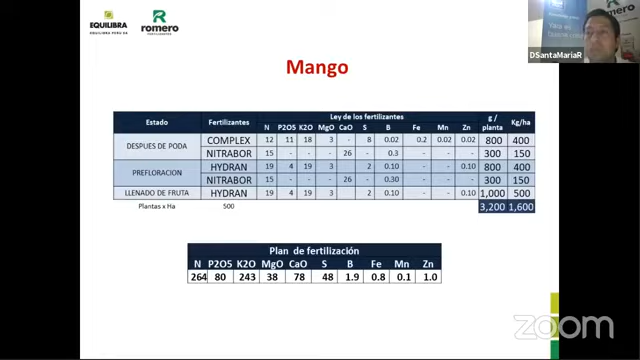 EQUILIBRA
EQUILIBRA PERU SA
romero
FERTILIZANTES
DSantaMariaR
Mango
Estado Fertilizantes Ley de los fertilizantes g / planta Kg/ha
N P2O5 K2O MgO CaO S B Fe Mn Zn
DESPUES DE PODA COMPLEX 12 11 18 3 - 8 0.02 0.2 0.02 0.02 800 400
NITRABOR 15 - - - 26 - 0.3 - - - 300 150
PREFLORACION HYDRAN 19 4 19 3 2 0.10 - - 0.10 800 400
NITRABOR 15 - - - 26 - 0.30 - - - 300 150
LLENADO DE FRUTA HYDRAN 19 4 19 3 2 0.10 - - 0.10 1,000 500
Plantas x Ha 500 3,200 1,600
Plan de fertilización
N P2O5 K2O MgO CaO S B Fe Mn Zn
264 80 243 38 78 48 1.9 0.8 0.1 1.0
zoom